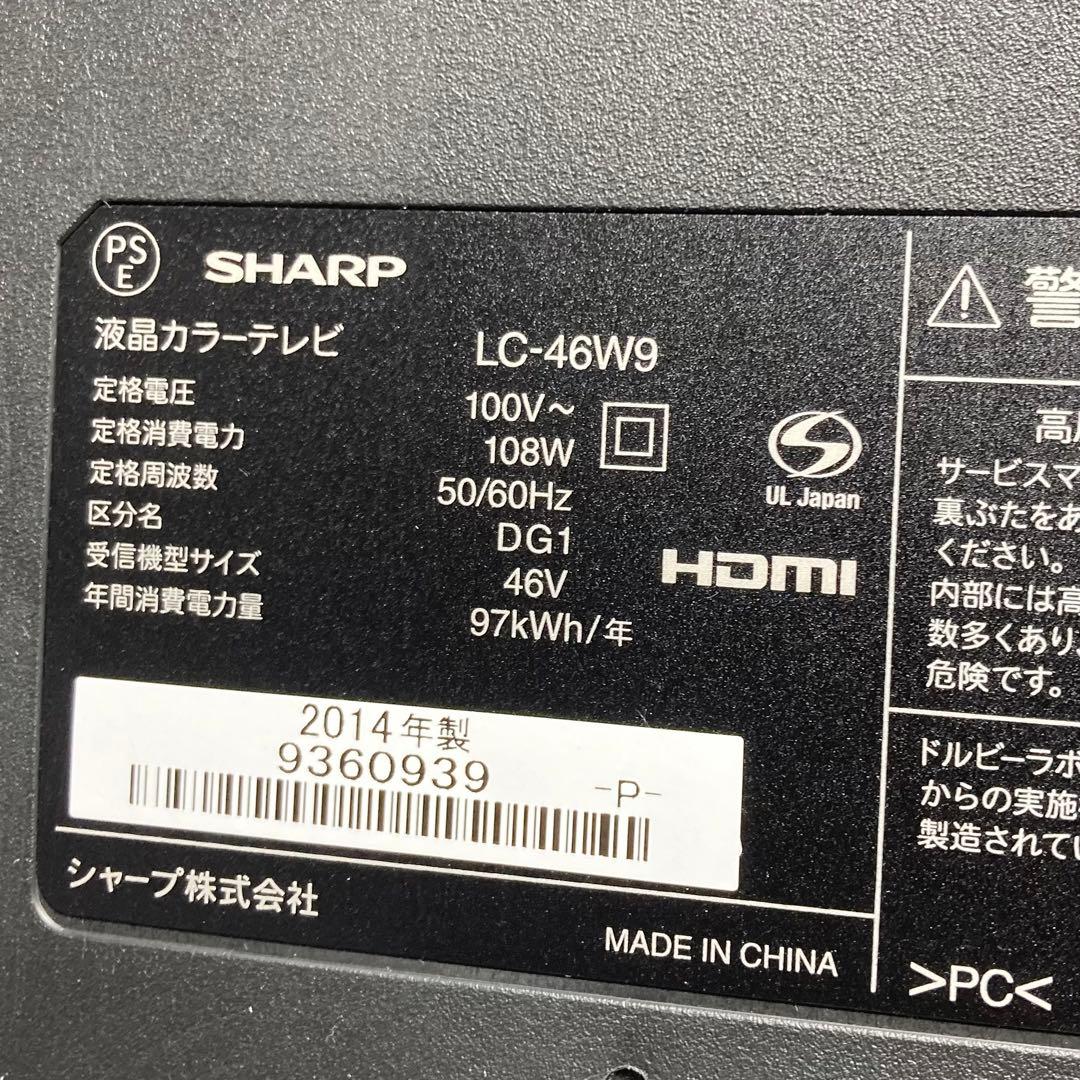 PS
E
SHARP
液晶カラーテレビ LC-46W9
定格電圧 100V~
定格消費電力 108W
定格周波数 50/60Hz
区分名 DG1
受信機型サイズ 46V
年間消費電力量 97kWh/年
UL Japan
HDMI
2014年製
9360939 -P-
シャープ株式会社
MADE IN CHINA
警
高
サービスマ
裏ぶたをあ
ください。
内部には高
数多くあり、
危険です。
ドルビーラボ
からの実施
製造されてい
>PC<